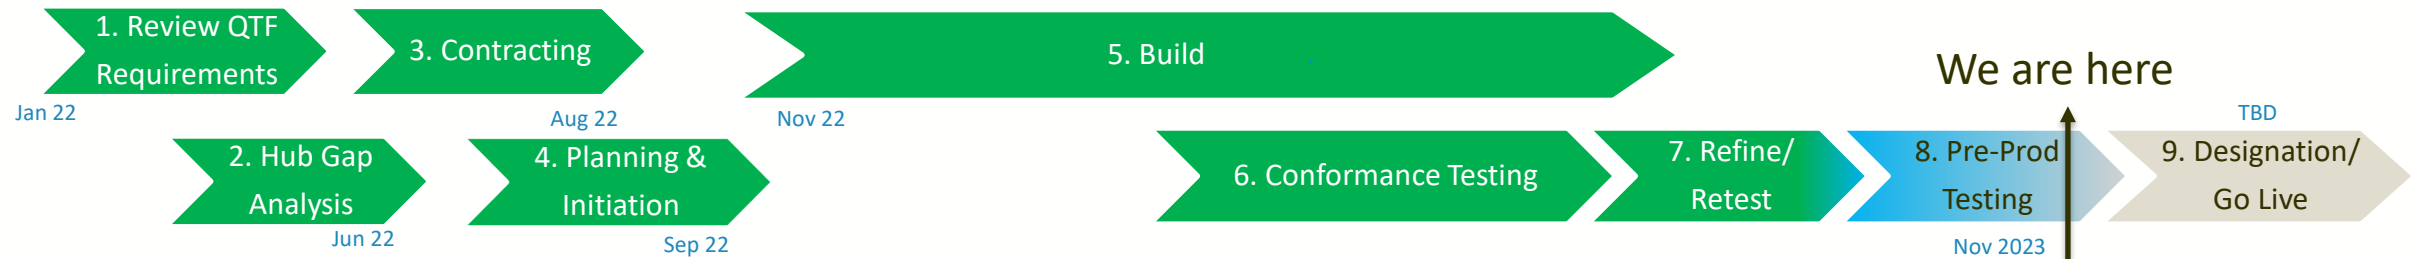 1. Review QTF
Requirements
3. Contracting
5. Build
We are here
Jan 22
Aug 22
Nov 22
TBD
2. Hub Gap
Analysis
4. Planning &
Initiation
6. Conformance Testing
7. Refine/
Retest
8. Pre-Prod
Testing
9. Designation/
Go Live
Jun 22
Sep 22
Nov 2023